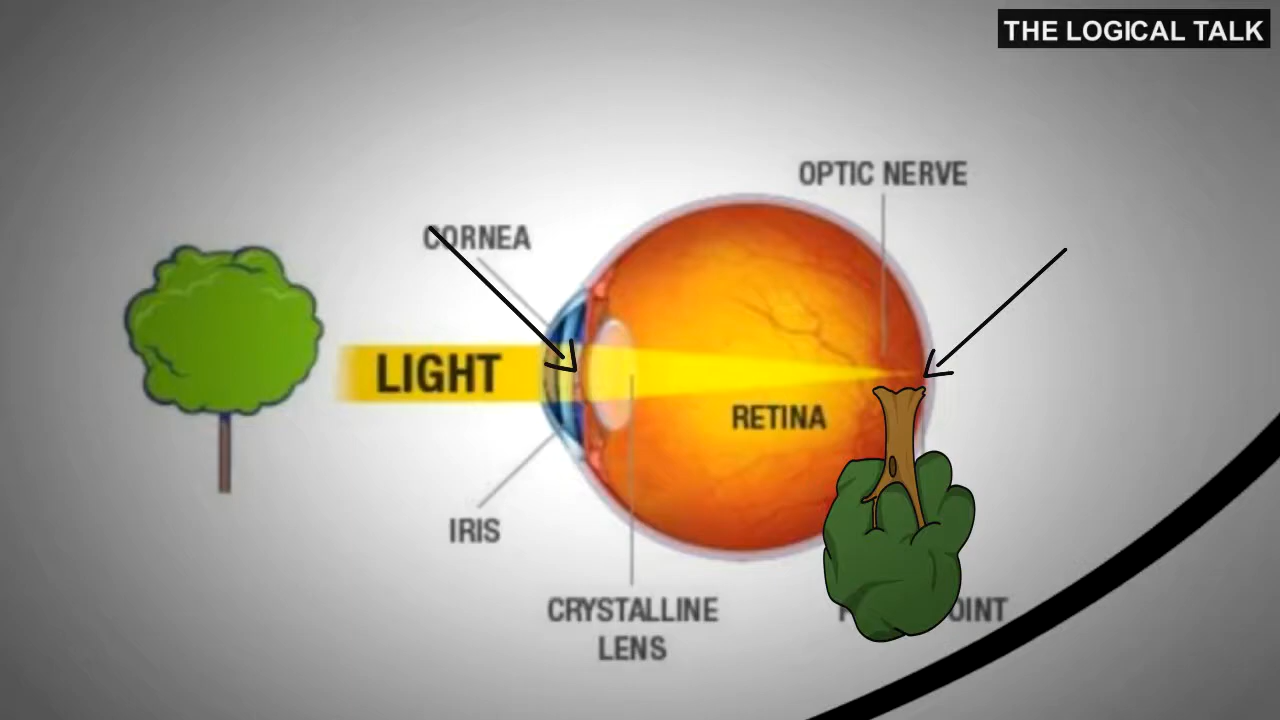 THE LOGICAL TALK
OPTIC NERVE
CORNEA
LIGHT
RETINA
IRIS
CRYSTALLINE
LENS